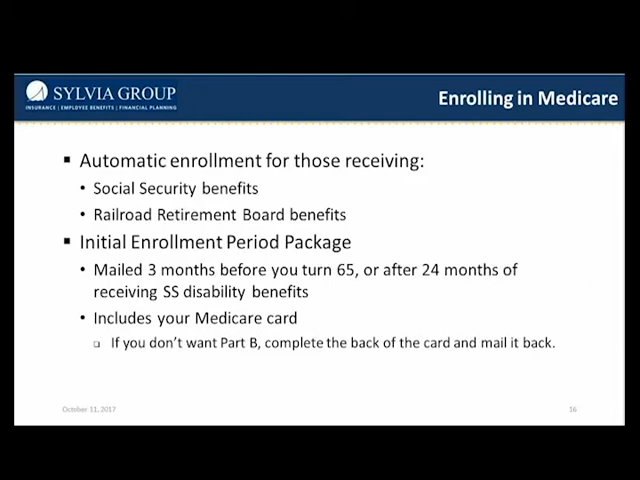 SYLVIA GROUP
INSURANCE | EMPLOYEE BENEFITS | FINANCIAL PLANNING
Enrolling in Medicare
▪ Automatic enrollment for those receiving:
• Social Security benefits
• Railroad Retirement Board benefits
▪ Initial Enrollment Period Package
• Mailed 3 months before you turn 65, or after 24 months of
receiving SS disability benefits
• Includes your Medicare card
❑ If you don't want Part B, complete the back of the card and mail it back.
October 11, 2017
16